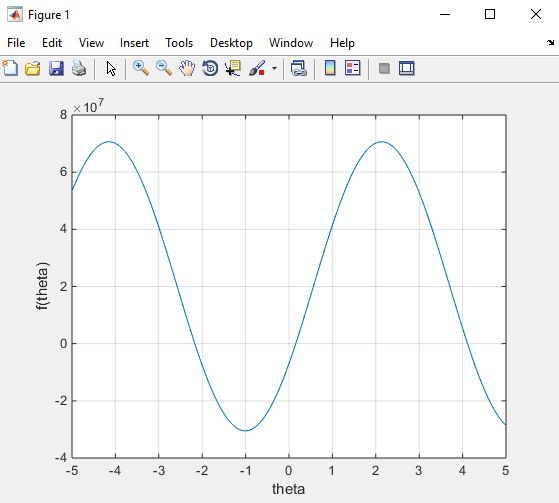 Figure 1
File Edit View Insert Tools Desktop Window Help
×10⁷
8
6
4
2
0
-2
-4
f(theta)
-5 -4 -3 -2 -1 0 1 2 3 4 5
theta